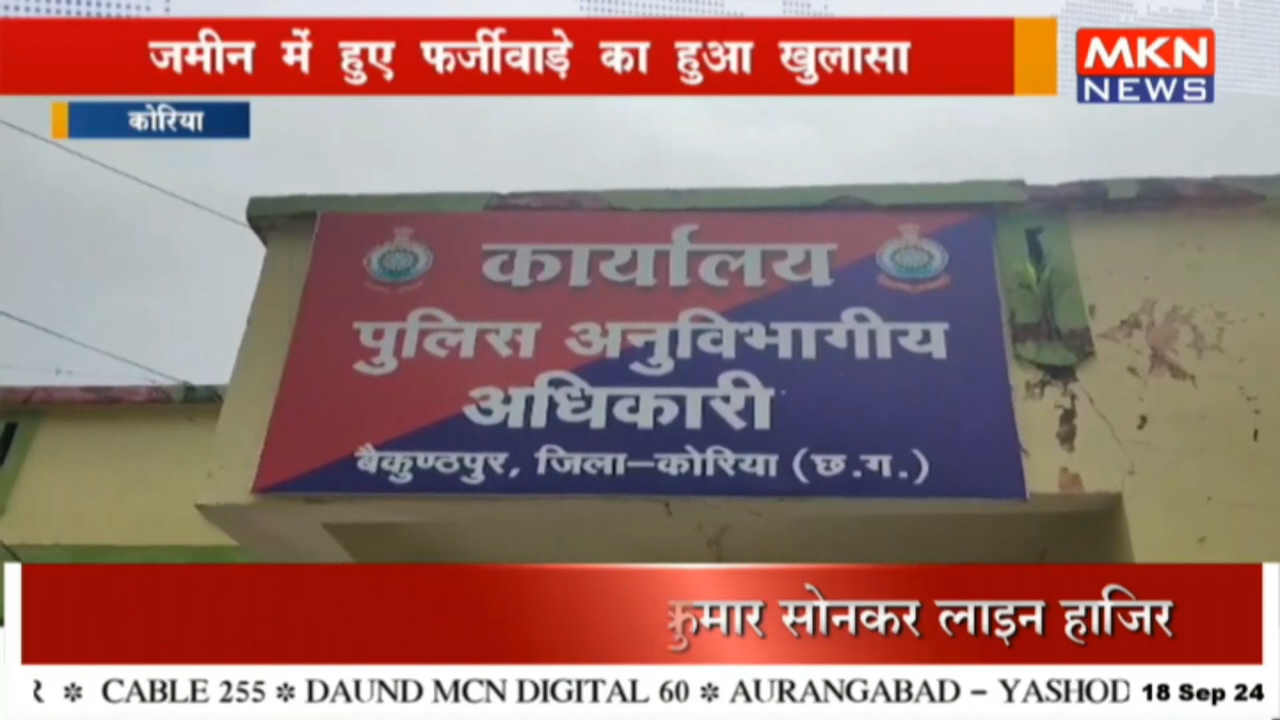 जमीन में हुए फर्जीवाड़े का हुआ खुलासा
MKN
NEWS
कोरिया
कार्यालय
पुलिस अनुविभागीय
अधिकारी
बैकुण्ठपुर, जिला–कोरिया (छ.ग.)
कुमार सोनकर लाइन हाजिर
CABLE 255 * DAUND MCN DIGITAL 60 * AURANGABAD – YASHOD 18 Sep 24